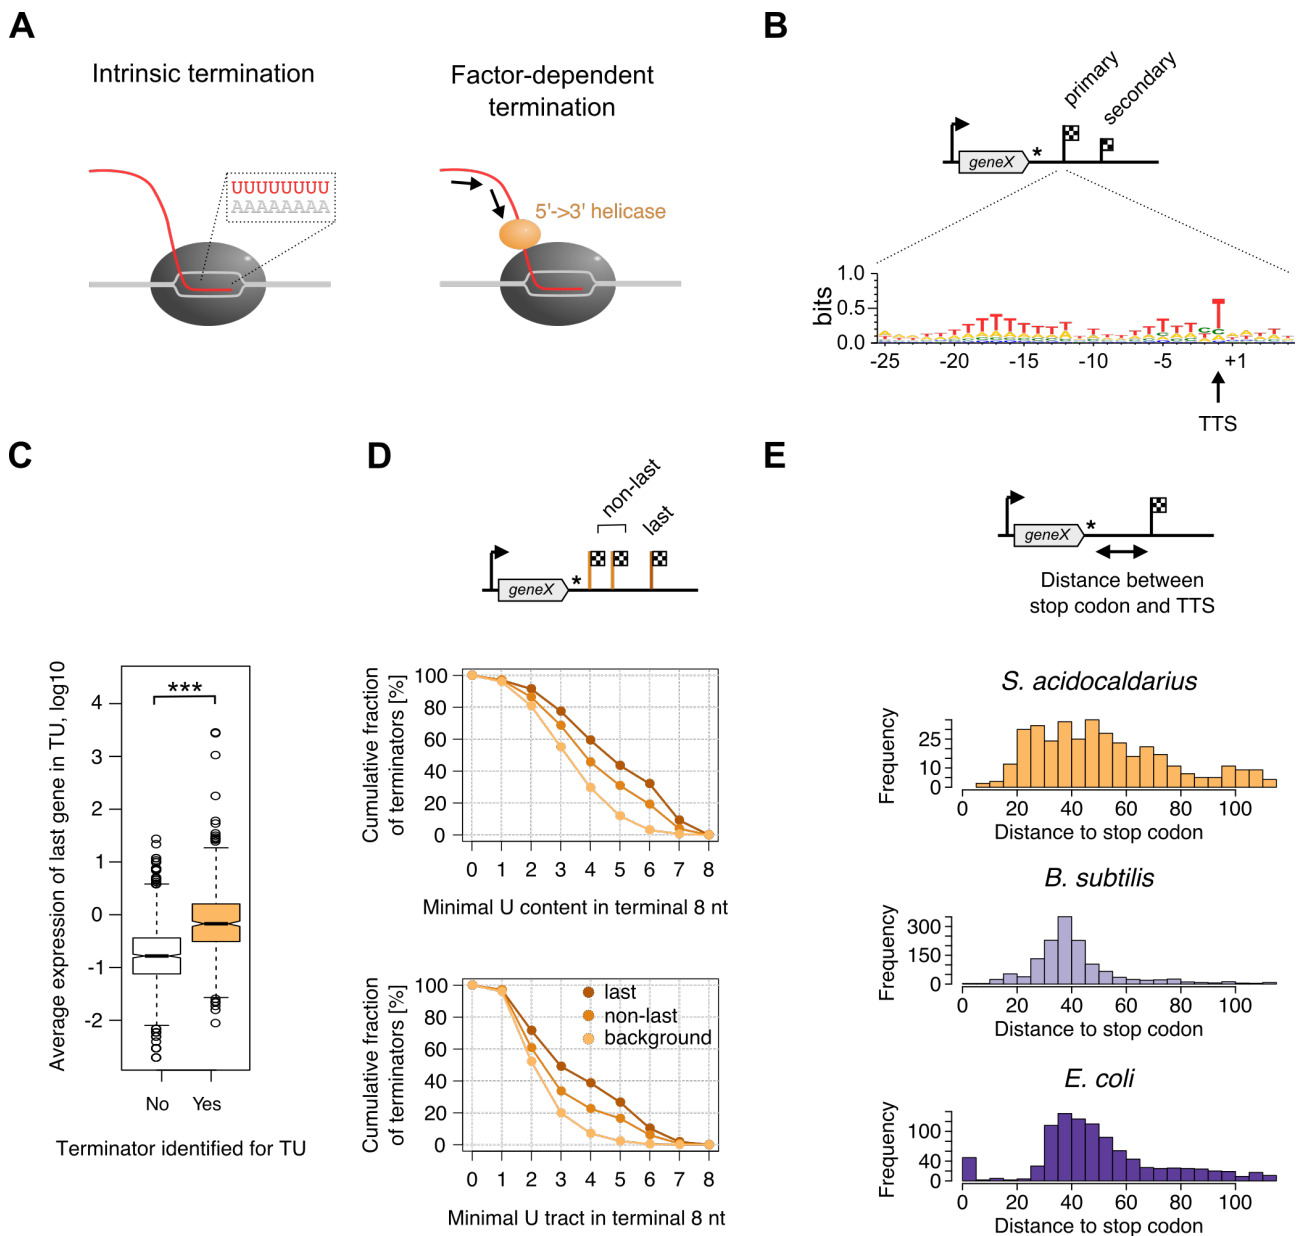 A
Intrinsic termination
UUUUUUUU
AAAAAAAA
Factor-dependent
termination
5'->3' helicase
B
primary
secondary
geneX
*
bits
1.0
0.5
0.0
-25 -20 -15 -10 -5 +1
TTS
C
Average expression of last gene in TU, log10
4
3
2
1
0
-1
-2
***
No Yes
Terminator identified for TU
D
non-last
last
geneX
*
Cumulative fraction
of terminators [%]
100
80
60
40
20
0
0 1 2 3 4 5 6 7 8
Minimal U content in terminal 8 nt
Cumulative fraction
of terminators [%]
100
80
60
40
20
0
last
non-last
background
0 1 2 3 4 5 6 7 8
Minimal U tract in terminal 8 nt
E
geneX
*
Distance between
stop codon and TTS
S. acidocaldarius
Frequency
25
10
0
0 20 40 60 80 100
Distance to stop codon
B. subtilis
Frequency
300
150
0
0 20 40 60 80 100
Distance to stop codon
E. coli
Frequency
100
40
0
0 20 40 60 80 100
Distance to stop codon